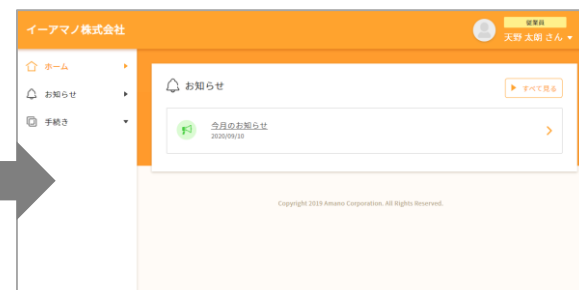 イーアマノ株式会社
従業員
天野 太朗 さん
ホーム
お知らせ
手続き
お知らせ
すべて見る
今月のお知らせ
2020/09/10
Copyright 2019 Amano Corporation. All Rights Reserved.